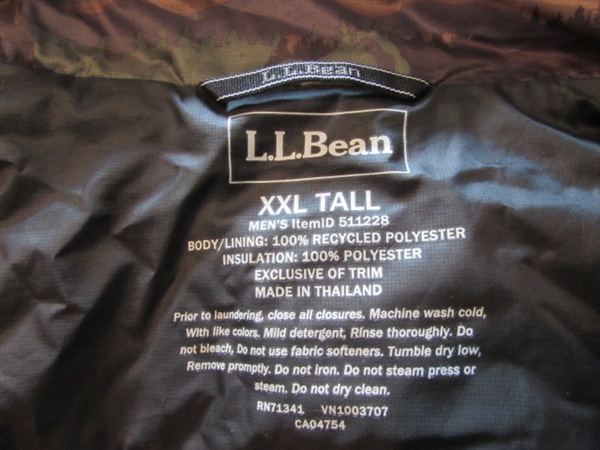 L.L.Bean
L.L.Bean
XXL TALL
MEN'S ItemID 511228
BODY/LINING: 100% RECYCLED POLYESTER
INSULATION: 100% POLYESTER
EXCLUSIVE OF TRIM
MADE IN THAILAND
Prior to laundering, close all closures. Machine wash cold,
With like colors. Mild detergent, Rinse thoroughly. Do
not bleach, Do not use fabric softeners. Tumble dry low,
Remove promptly. Do not iron. Do not steam press or
steam. Do not dry clean.
RN71341 VN1003707
CA04754